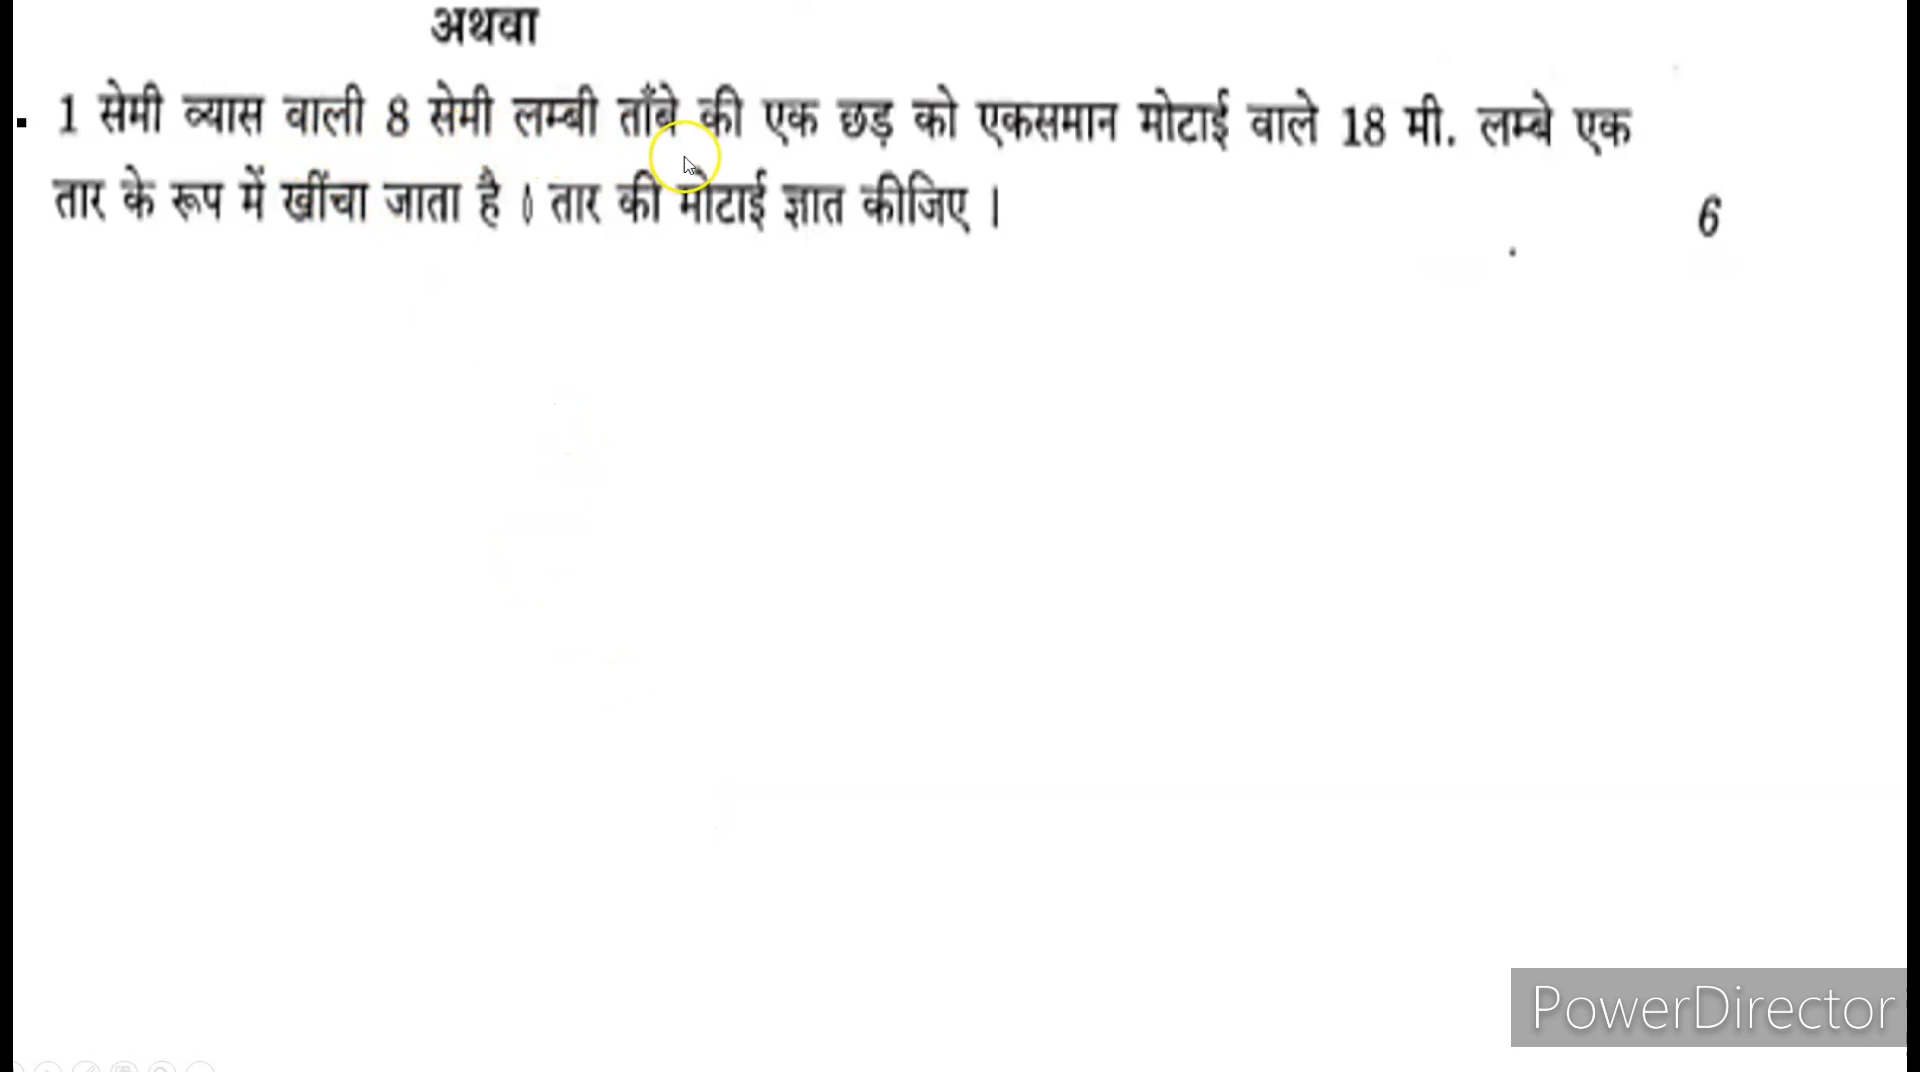 अथवा
1 सेमी व्यास वाली 8 सेमी लम्बी ताँबे की एक छड़ को एकसमान मोटाई वाले 18 मी. लम्बे एक
तार के रूप में खींचा जाता है । तार की मोटाई ज्ञात कीजिए ।
6
PowerDirector